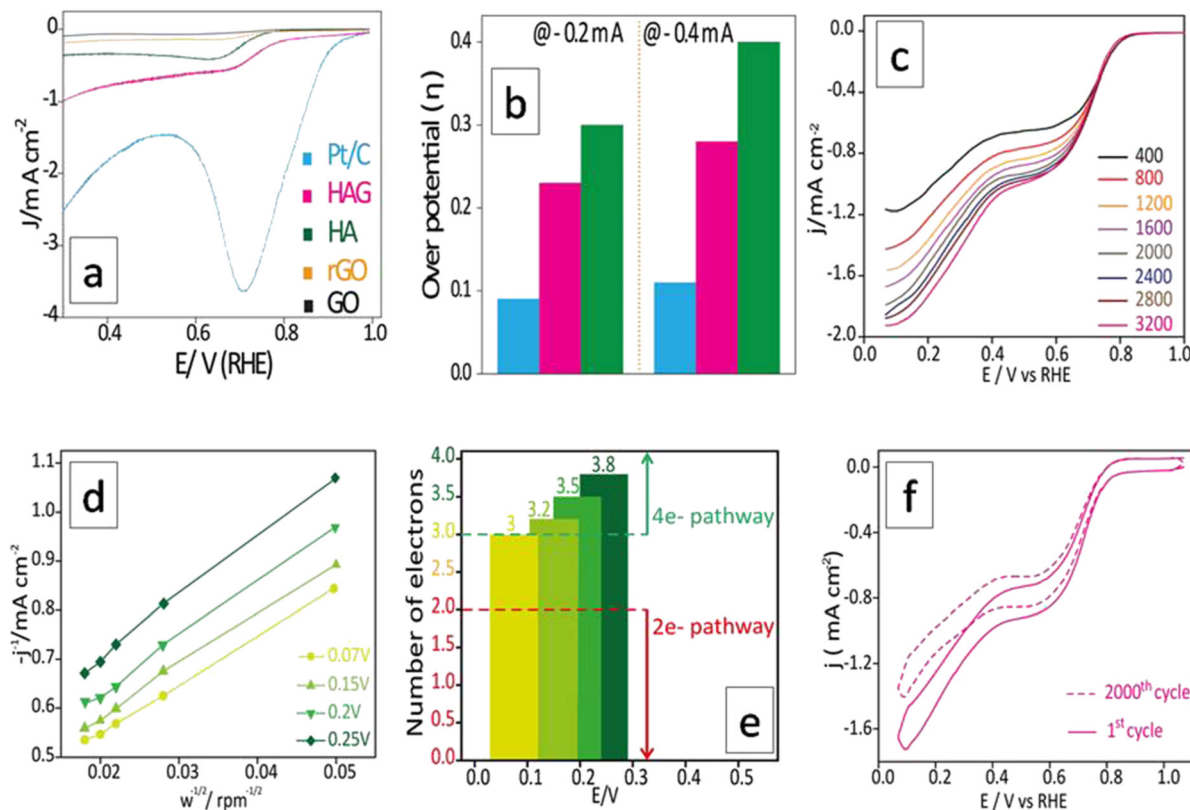 a
J/mA cm-2
0
-1
-2
-3
-4
0.4
0.6
0.8
1.0
E/ V (RHE)
Pt/C
HAG
HA
rGO
GO
b
@ - 0.2 mA
@ - 0.4 mA
Over potential (η)
0.4
0.3
0.2
0.1
0.0
c
j/mA cm-2
0.0
-0.4
-0.8
-1.2
-1.6
-2.0
0.0
0.2
0.4
0.6
0.8
1.0
E / V vs RHE
400
800
1200
1600
2000
2400
2800
3200
d
-j-1/mA cm-2
1.1
1.0
0.9
0.8
0.7
0.6
0.5
0.02
0.03
0.04
0.05
w-1/2/ rpm-1/2
0.07V
0.15V
0.2V
0.25V
Number of electrons
4.0
3.5
3.0
2.5
2.0
1.5
1.0
0.5
0.0
3
3.2
3.5
3.8
4e- pathway
2e- pathway
e
0.0
0.1
0.2
0.3
0.4
0.5
E/V
f
j ( mA cm2)
0.0
-0.4
-0.8
-1.2
-1.6
0.0
0.2
0.4
0.6
0.8
1.0
E / V vs RHE
2000th cycle
1st cycle